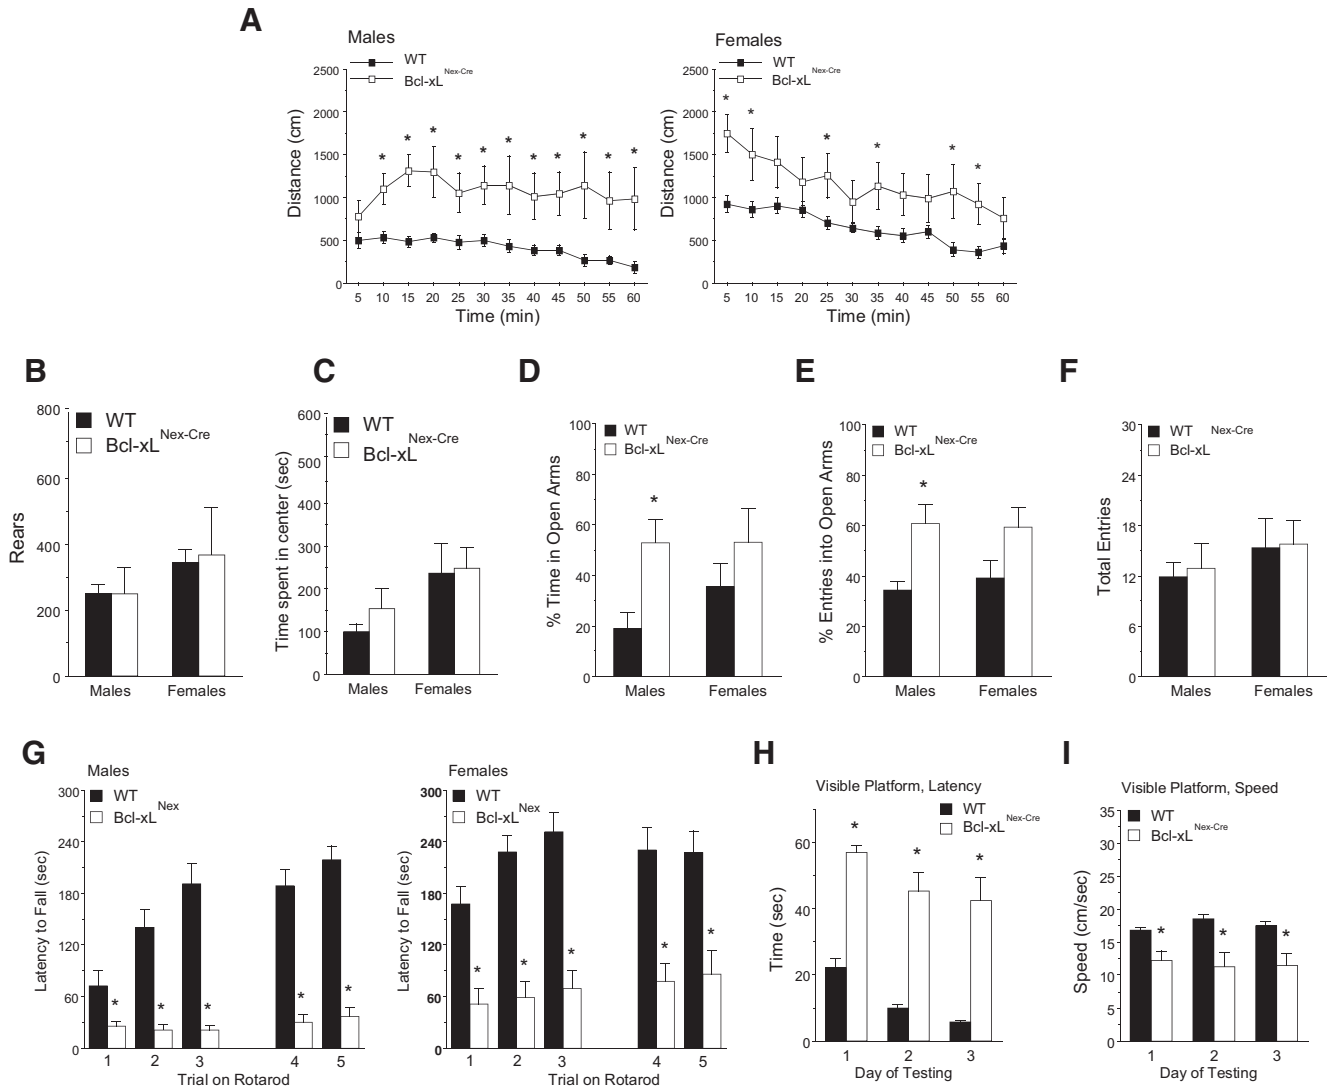 A
Males
WT
Bcl-xL Nex-Cre
2500
2000
1500
1000
500
0
Distance (cm)
* * * * * * * * * * *
5 10 15 20 25 30 35 40 45 50 55 60
Time (min)
Females
WT
Bcl-xL Nex-Cre
2500
2000
1500
1000
500
0
Distance (cm)
* * * * * *
5 10 15 20 25 30 35 40 45 50 55 60
Time (min)
B
WT
Bcl-xL Nex-Cre
800
600
400
200
0
Rears
Males Females
C
WT
Bcl-xL Nex-Cre
600
500
400
300
200
100
0
Time spent in center (sec)
Males Females
D
WT
Bcl-xL Nex-Cre
100
80
60
40
20
0
% Time in Open Arms
*
Males Females
E
WT
Bcl-xL Nex-Cre
100
80
60
40
20
0
% Entries into Open Arms
*
Males Females
F
WT Nex-Cre
Bcl-xL
30
24
18
12
6
0
Total Entries
Males Females
G
Males
WT
Bcl-xL Nex
300
240
180
120
60
0
Latency to Fall (sec)
* * * * *
1 2 3 4 5
Trial on Rotarod
Females
WT
Bcl-xL Nex
300
240
180
120
60
0
Latency to Fall (sec)
* * * * *
1 2 3 4 5
Trial on Rotarod
H
Visible Platform, Latency
WT
Bcl-xL Nex-Cre
60
40
20
0
Time (sec)
* * *
1 2 3
Day of Testing
I
Visible Platform, Speed
WT
Bcl-xL Nex-Cre
35
30
25
20
15
10
5
0
Speed (cm/sec)
* * *
1 2 3
Day of Testing